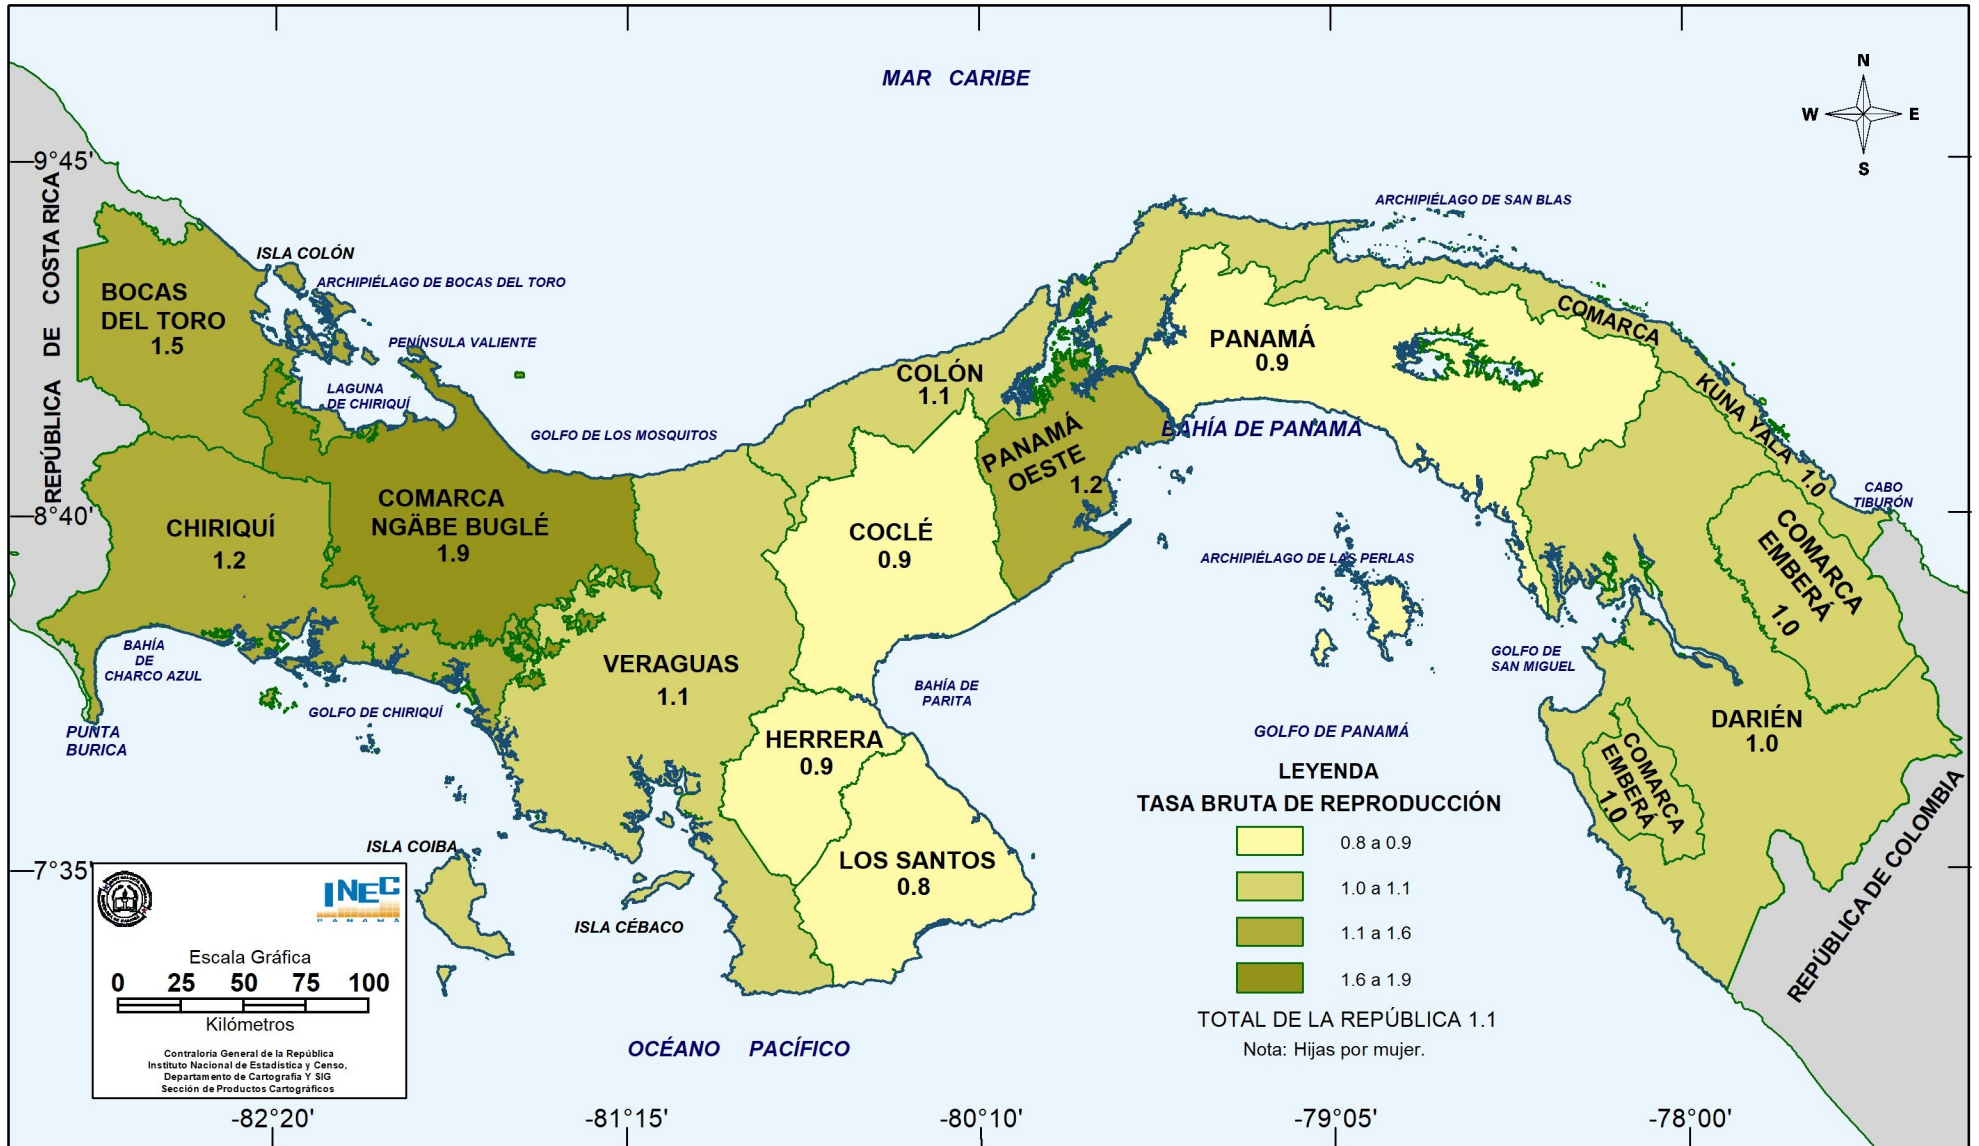 MAR CARIBE
N
W
E
S
9°45'
8°40'
7°35'
REPÚBLICA DE COSTA RICA
ISLA COLÓN
ARCHIPIÉLAGO DE BOCAS DEL TORO
BOCAS
DEL TORO
1.5
PENÍNSULA VALIENTE
LAGUNA
DE CHIRIQUÍ
GOLFO DE LOS MOSQUITOS
ARCHIPIÉLAGO DE SAN BLAS
COMARCA
KUNA YALA 1.0
PANAMÁ
0.9
COLÓN
1.1
PANAMÁ
OESTE
1.2
BAHÍA DE PANAMÁ
CABO
TIBURÓN
CHIRIQUÍ
1.2
COMARCA
NGÄBE BUGLÉ
1.9
COCLÉ
0.9
ARCHIPIÉLAGO DE LAS PERLAS
COMARCA
EMBERÁ
1.0
BAHÍA
DE
CHARCO AZUL
PUNTA
BURICA
GOLFO DE CHIRIQUÍ
VERAGUAS
1.1
BAHÍA DE
PARITA
GOLFO DE
SAN MIGUEL
DARIÉN
1.0
GOLFO DE PANAMÁ
HERRERA
0.9
COMARCA
EMBERÁ
1.0
LOS SANTOS
0.8
ISLA COIBA
ISLA CÉBACO
REPÚBLICA DE COLOMBIA
LEYENDA
TASA BRUTA DE REPRODUCCIÓN
0.8 a 0.9
1.0 a 1.1
1.1 a 1.6
1.6 a 1.9
TOTAL DE LA REPÚBLICA 1.1
Nota: Hijas por mujer.
OCÉANO PACÍFICO
INEC
PANAMÁ
Escala Gráfica
0 25 50 75 100
Kilómetros
Contraloría General de la República
Instituto Nacional de Estadística y Censo,
Departamento de Cartografía Y SIG
Sección de Productos Cartográficos
-82°20'
-81°15'
-80°10'
-79°05'
-78°00'